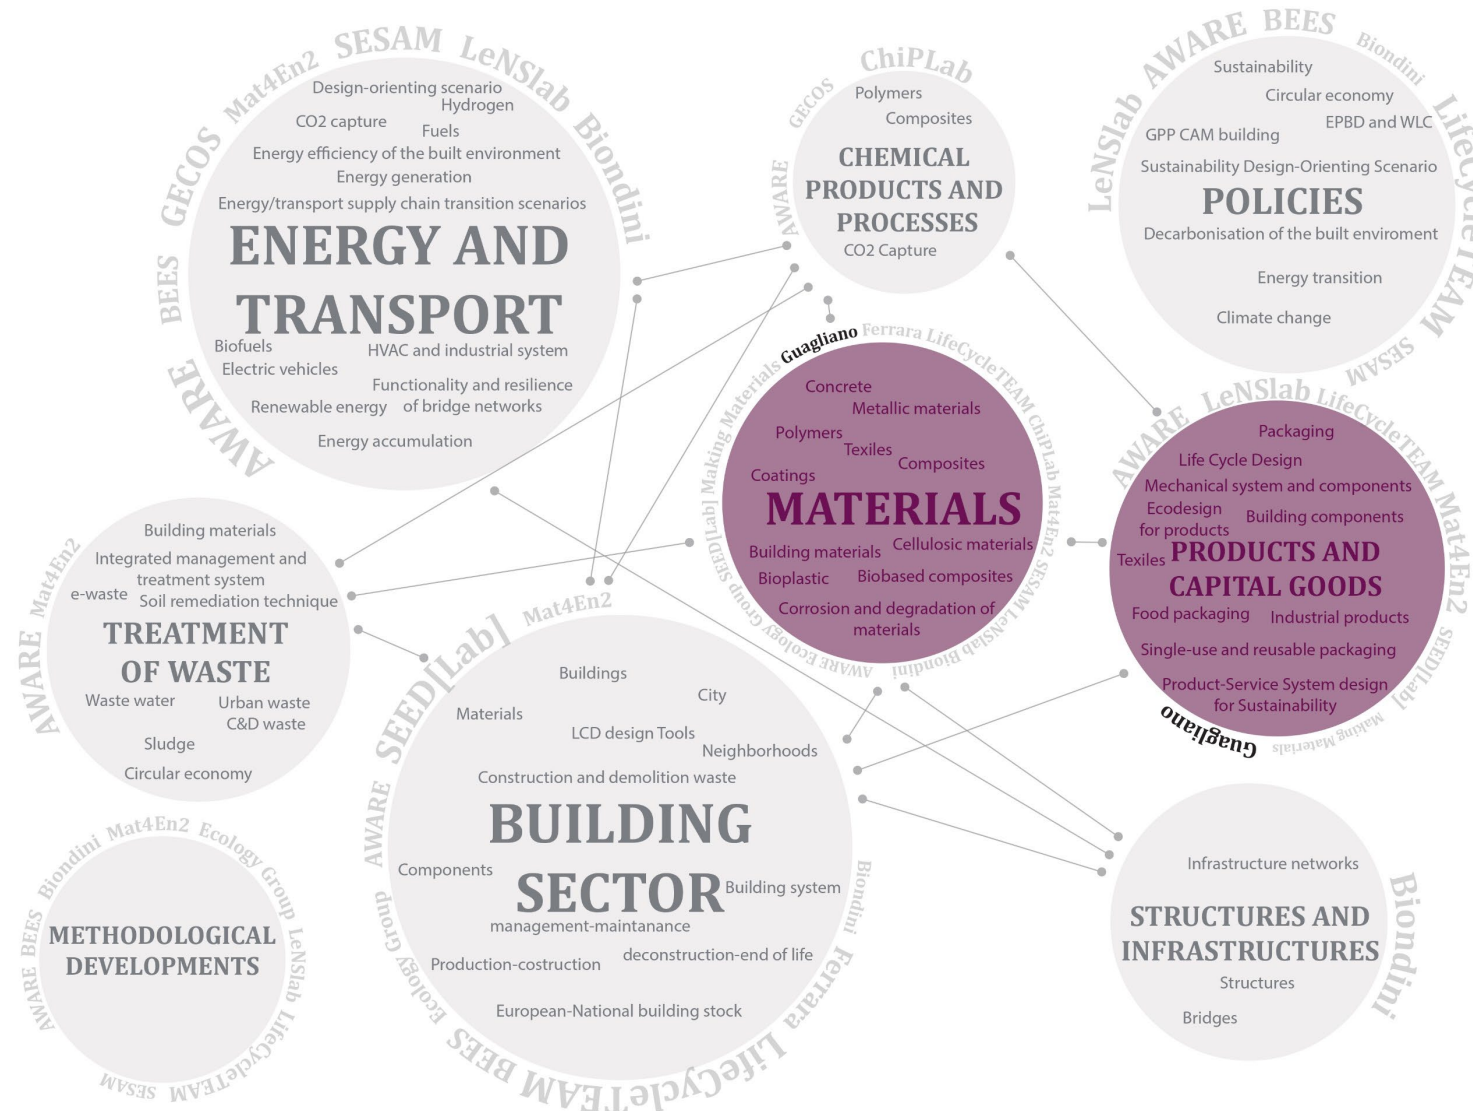 AWARE BEES GECOS Mat4En2 SESAM LeNSlab Biondini
Design-orienting scenario
Hydrogen
CO2 capture
Fuels
Energy efficiency of the built environment
Energy generation
Energy/transport supply chain transition scenarios
ENERGY AND
TRANSPORT
Biofuels
HVAC and industrial system
Electric vehicles
Functionality and resilience
of bridge networks
Renewable energy
Energy accumulation
AWARE GECOS ChiPLab
Polymers
Composites
CHEMICAL
PRODUCTS AND
PROCESSES
CO2 Capture
LeNSlab AWARE BEES Biondini LifeCycleTEAM SESAM
Sustainability
Circular economy
EPBD and WLC
GPP CAM building
Sustainability Design-Orienting Scenario
POLICIES
Decarbonisation of the built enviroment
Energy transition
Climate change
AWARE Ecology Group SEED[Lab] Making Materials Guagliano Ferrara LifeCycleTEAM ChiPLab Mat4En2 SESAM LeNSlab Biondini
Concrete
Metallic materials
Polymers
Texiles
Composites
Coatings
MATERIALS
Building materials
Cellulosic materials
Bioplastic
Biobased composites
Corrosion and degradation of
materials
AWARE LeNSlab LifeCycleTEAM Mat4En2 SEED[Lab] Making Materials Guagliano
Packaging
Life Cycle Design
Mechanical system and components
Ecodesign
for products
Building components
Texiles
PRODUCTS AND
CAPITAL GOODS
Food packaging
Industrial products
Single-use and reusable packaging
Product-Service System design
for Sustainability
AWARE Mat4En2
Building materials
Integrated management and
treatment system
e-waste
Soil remediation technique
TREATMENT
OF WASTE
Waste water
Urban waste
C&D waste
Sludge
Circular economy
Ecology Group AWARE SEED[Lab] Mat4En2
Biondini Ferrara LifeCycleTEAM BEES
Buildings
City
Materials
LCD design Tools
Neighborhoods
Construction and demolition waste
BUILDING
SECTOR
Components
Building system
management-maintanance
deconstruction-end of life
Production-costruction
European-National building stock
AWARE BEES Biondini Mat4En2 Ecology Group LeNSlab LifeCycleTEAM SESAM
METHODOLOGICAL
DEVELOPMENTS
Biondini
Infrastructure networks
STRUCTURES AND
INFRASTRUCTURES
Structures
Bridges